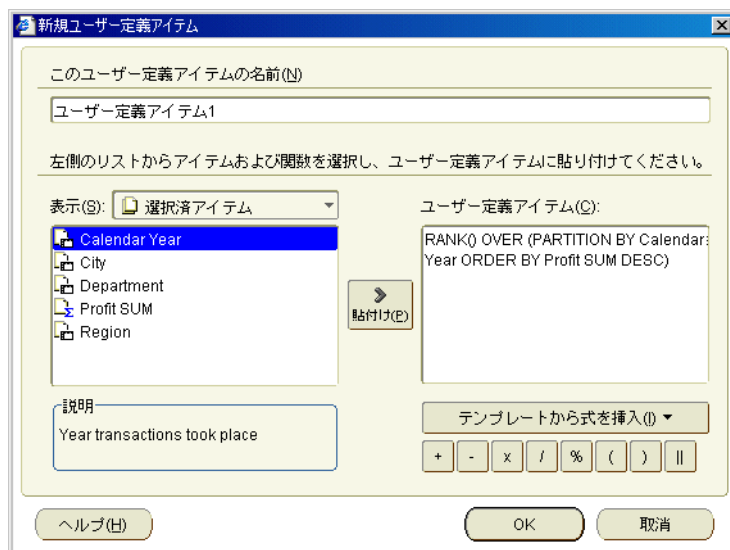 新規ユーザー定義アイテム
このユーザー定義アイテムの名前(N)
ユーザー定義アイテム1
左側のリストからアイテムおよび関数を選択し、ユーザー定義アイテムに貼り付けてください。
表示(S):
選択済アイテム
Calendar Year
City
Department
Profit SUM
Region
貼付け(P)
ユーザー定義アイテム(C):
RANK() OVER (PARTITION BY Calendar
Year ORDER BY Profit SUM DESC)
説明
Year transactions took place
テンプレートから式を挿入(I)
+ - x / % ( ) ||
ヘルプ(H)
OK
取消